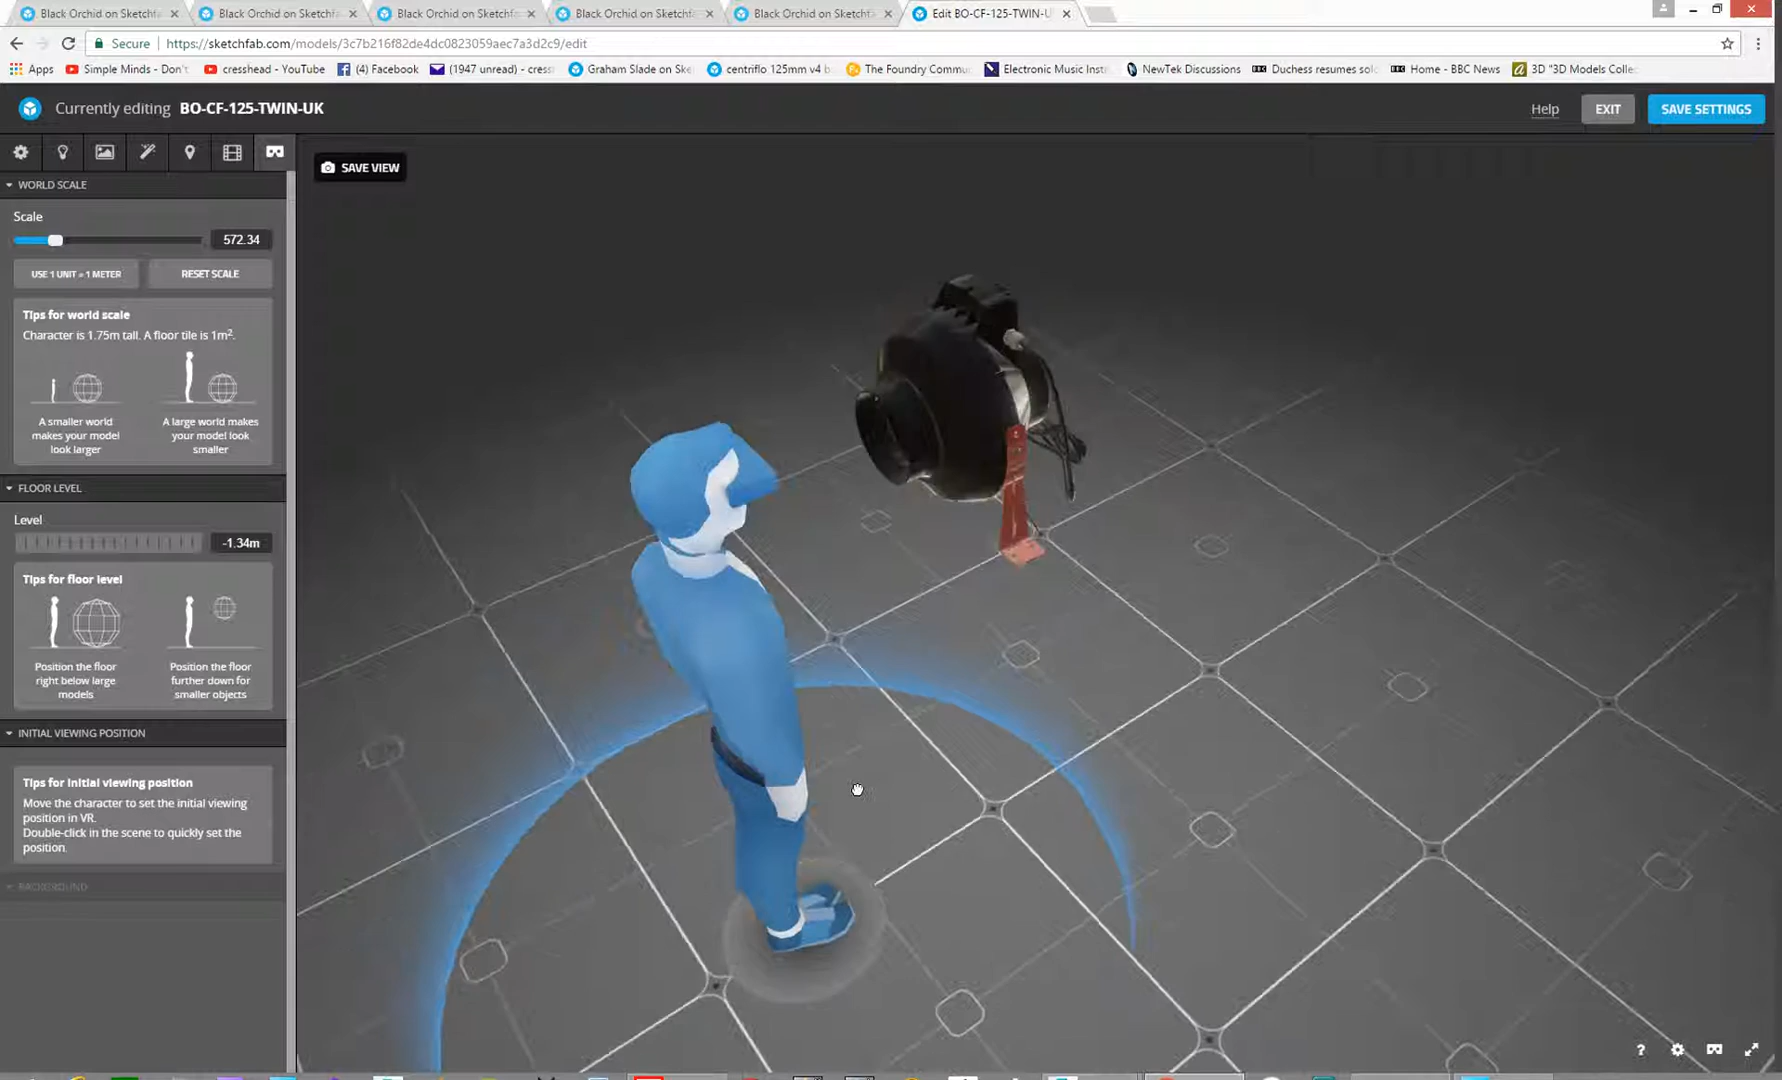 Black Orchid on Sketchfa
Black Orchid on Sketchfa
Black Orchid on Sketchf
Black Orchid on Sketchfa
Black Orchid on Sketchf
Edit BO-CF-125-TWIN-U
Secure
https://sketchfab.com/models/3c7b216f82de4dc0823059aec7a3d2c9/edit
Apps
Simple Minds - Don't
cresshead - YouTube
(4) Facebook
(1947 unread) - cress
Graham Slade on Ske
centriflo 125mm v4 b
The Foundry Commu
Electronic Music Insti
NewTek Discussions
Duchess resumes sol
Home - BBC News
3D "3D Models Colle
Currently editing BO-CF-125-TWIN-UK
Help
EXIT
SAVE SETTINGS
SAVE VIEW
WORLD SCALE
Scale
572.34
USE 1 UNIT = 1 METER
RESET SCALE
Tips for world scale
Character is 1.75m tall. A floor tile is 1m².
A smaller world
makes your model
look larger
A large world makes
your model look
smaller
FLOOR LEVEL
Level
-1.34m
Tips for floor level
Position the floor
right below large
models
Position the floor
further down for
smaller objects
INITIAL VIEWING POSITION
Tips for initial viewing position
Move the character to set the initial viewing
position in VR.
Double-click in the scene to quickly set the
position.
BACKGROUND
?